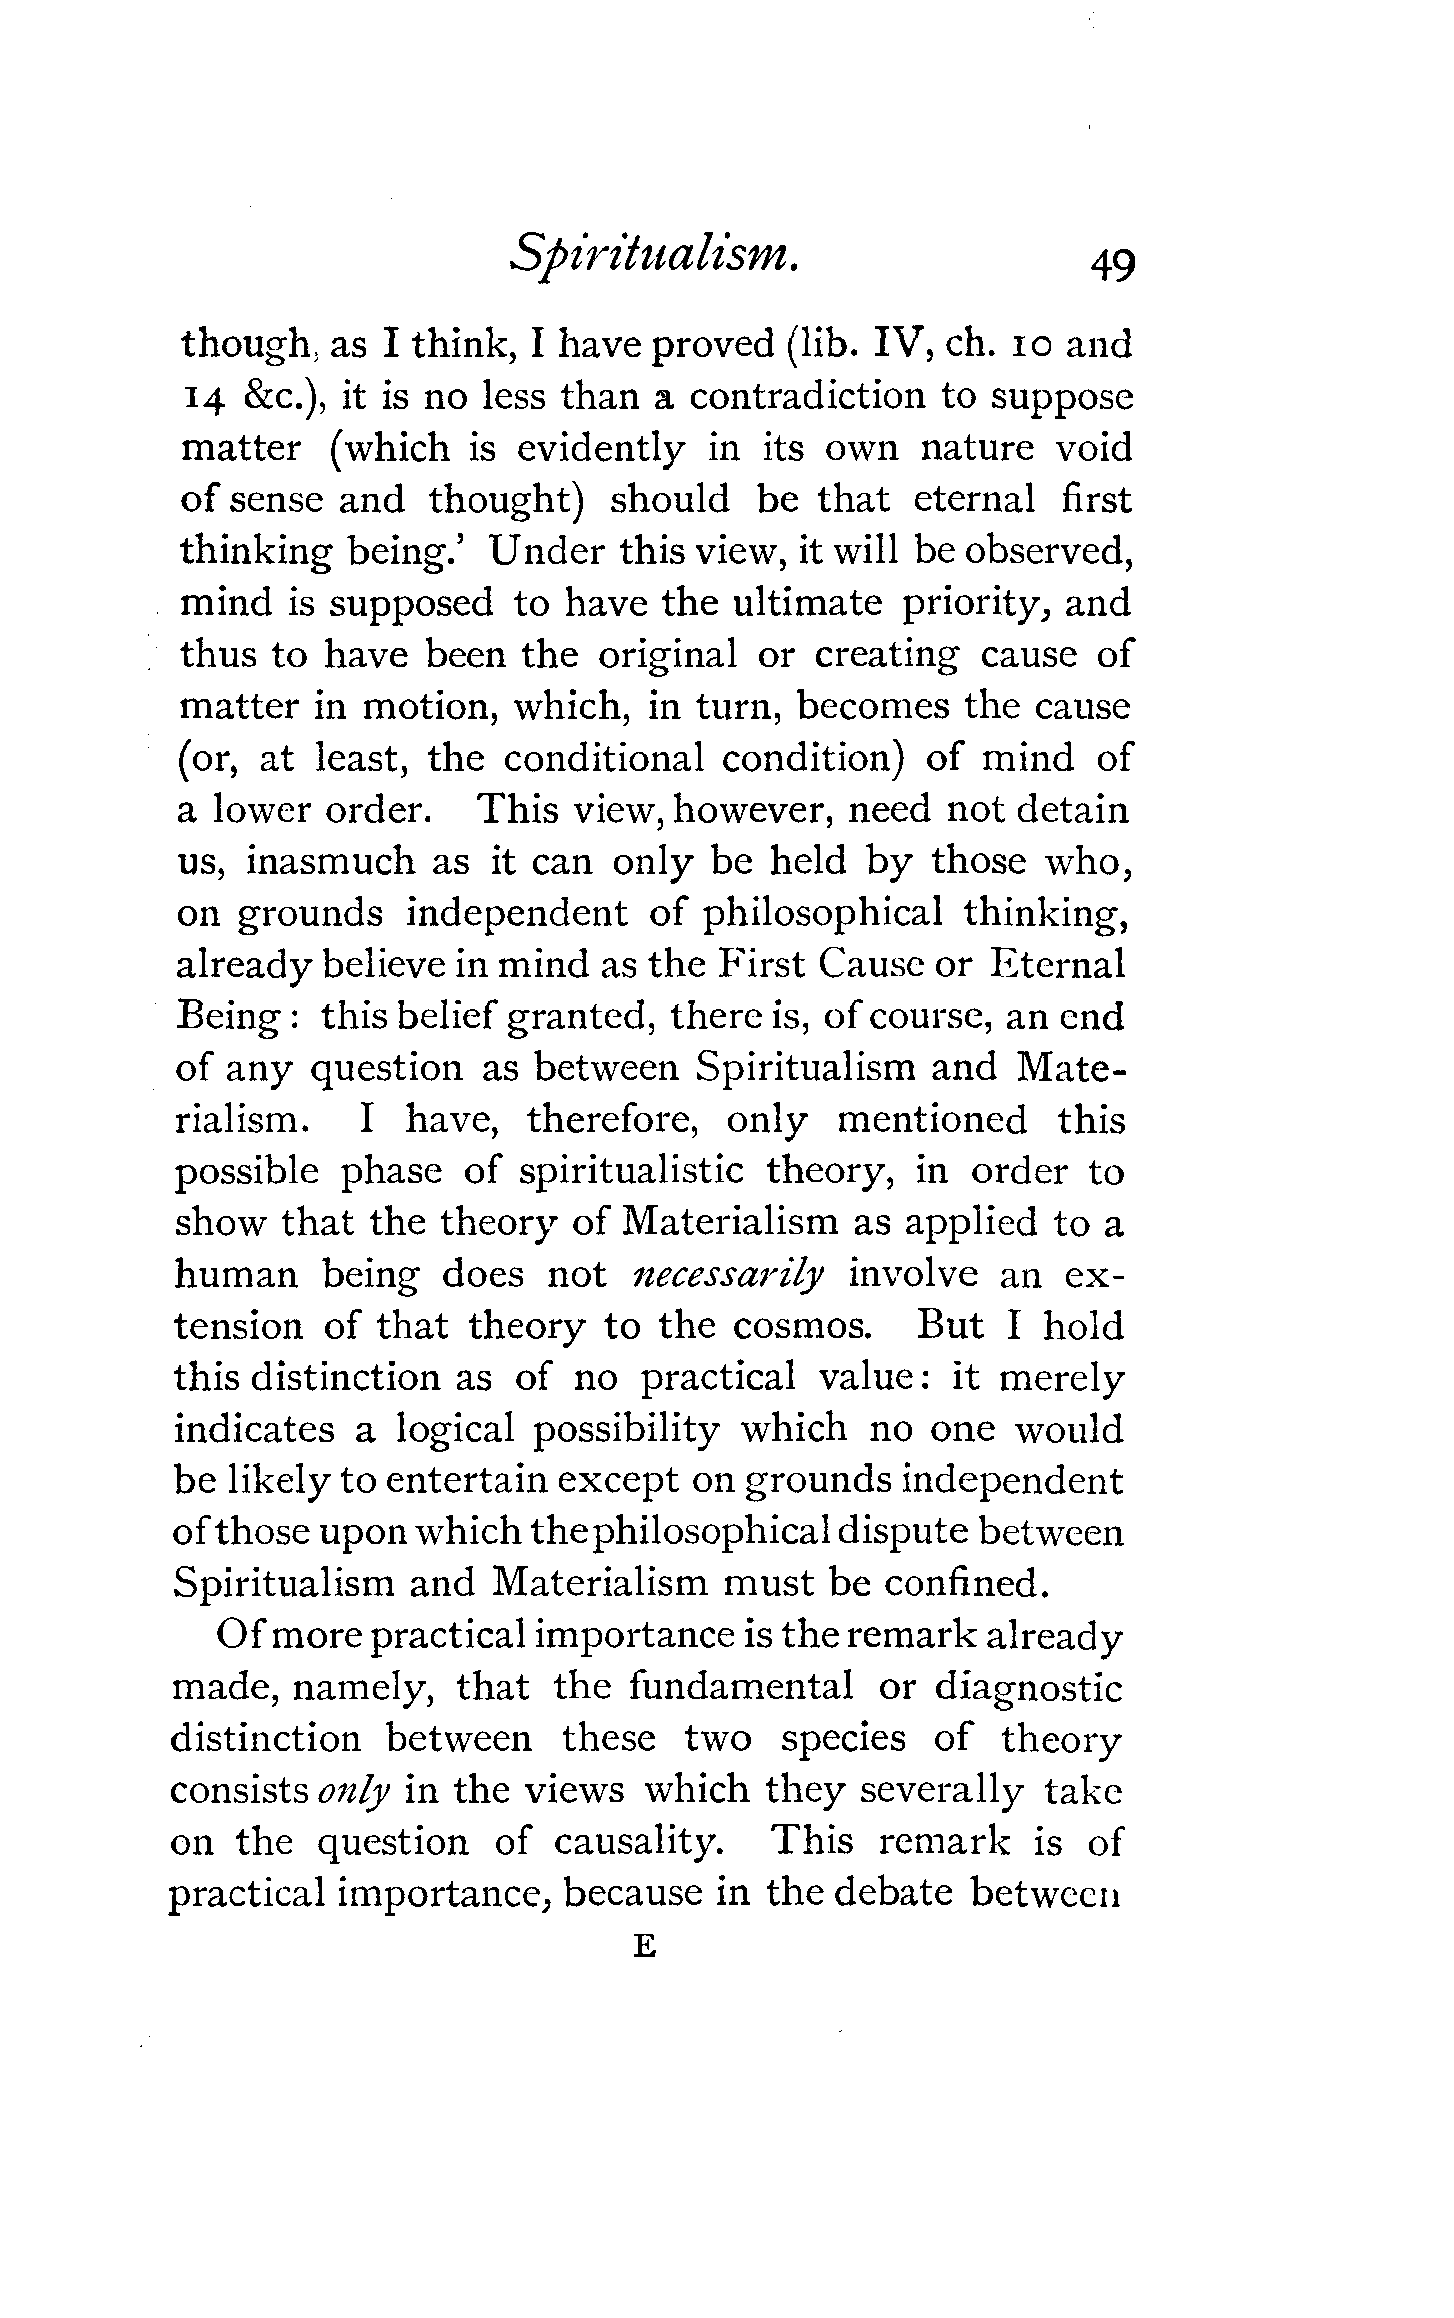 Spiritualism. 49
though, as I think, I have proved (lib. IV, ch. 10 and
14 &c.), it is no less than a contradiction to suppose
matter (which is evidently in its own nature void
of sense and thought) should be that eternal first
thinking being.' Under this view, it will be observed,
mind is supposed to have the ultimate priority, and
thus to have been the original or creating cause of
matter in motion, which, in turn, becomes the cause
(or, at least, the conditional condition) of mind of
a lower order. This view, however, need not detain
us, inasmuch as it can only be held by those who,
on grounds independent of philosophical thinking,
already believe in mind as the First Cause or Eternal
Being: this belief granted, there is, of course, an end
of any question as between Spiritualism and Mate-
rialism. I have, therefore, only mentioned this
possible phase of spiritualistic theory, in order to
show that the theory of Materialism as applied to a
human being does not necessarily involve an ex-
tension of that theory to the cosmos. But I hold
this distinction as of no practical value: it merely
indicates a logical possibility which no one would
be likely to entertain except on grounds independent
of those upon which the philosophical dispute between
Spiritualism and Materialism must be confined.
Of more practical importance is the remark already
made, namely, that the fundamental or diagnostic
distinction between these two species of theory
consists only in the views which they severally take
on the question of causality. This remark is of
practical importance, because in the debate between
E